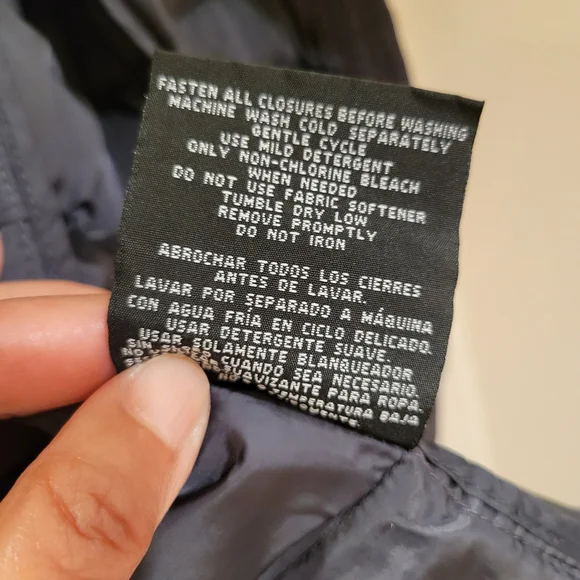 FASTEN ALL CLOSURES BEFORE WASHING
MACHINE WASH COLD SEPARATELY
GENTLE CYCLE
USE MILD DETERGENT
ONLY NON-CHLORINE BLEACH
WHEN NEEDED
DO NOT USE FABRIC SOFTENER
TUMBLE DRY LOW
REMOVE PROMPTLY
DO NOT IRON
ABROCHAR TODOS LOS CIERRES
ANTES DE LAVAR.
LAVAR POR SEPARADO A MÁQUINA
CON AGUA FRÍA EN CICLO DELICADO.
USAR DETERGENTE SUAVE.
USAR SOLAMENTE BLANQUEADOR
SIN CUANDO SEA NECESARIO.
NO SUAVIZANTE PARA ROPA.
TEMPERATURA BAJA